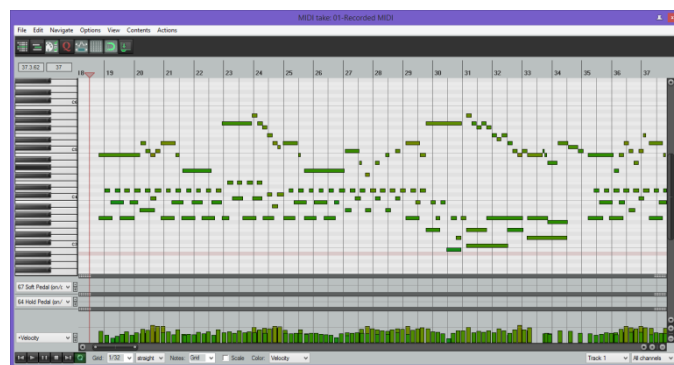 MIDI take: 01-Recorded MIDI
File Edit Navigate Options View Contents Actions
Q
37.3.62 37
18 19 20 21 22 23 24 25 26 27 28 29 30 31 32 33 34 35 36 37
C6
C5
C4
C3
67 Soft Pedal (on/c
64 Hold Pedal (on/
+Velocity
Grid: 1/32 straight Notes: Grid Scale Color: Velocity Track 1 All channels